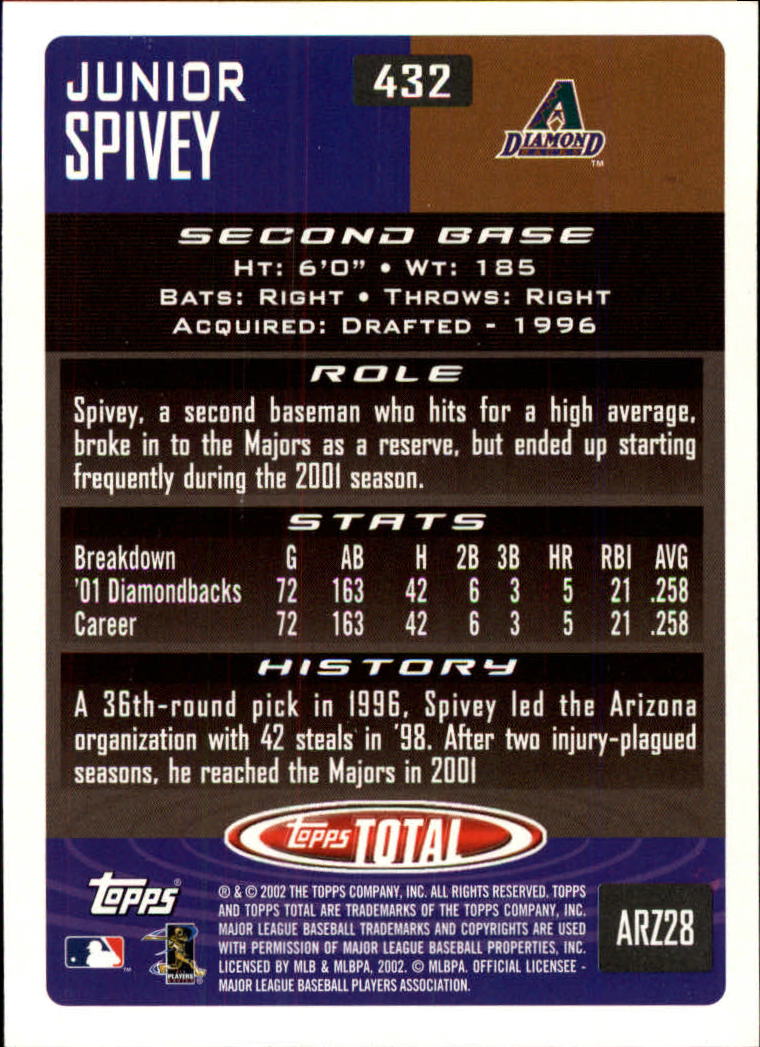 JUNIOR
SPIVEY
432
DIAMOND
BACKS
TM
SECOND BASE
HT: 6'0" • WT: 185
BATS: RIGHT • THROWS: RIGHT
ACQUIRED: DRAFTED - 1996
ROLE
Spivey, a second baseman who hits for a high average,
broke in to the Majors as a reserve, but ended up starting
frequently during the 2001 season.
STATS
Breakdown G AB H 2B 3B HR RBI AVG
'01 Diamondbacks 72 163 42 6 3 5 21 .258
Career 72 163 42 6 3 5 21 .258
HISTORY
A 36th-round pick in 1996, Spivey led the Arizona
organization with 42 steals in '98. After two injury-plagued
seasons, he reached the Majors in 2001
Topps TOTAL
Topps®
® & © 2002 THE TOPPS COMPANY, INC. ALL RIGHTS RESERVED. TOPPS
AND TOPPS TOTAL ARE TRADEMARKS OF THE TOPPS COMPANY, INC.
MAJOR LEAGUE BASEBALL TRADEMARKS AND COPYRIGHTS ARE USED
WITH PERMISSION OF MAJOR LEAGUE BASEBALL PROPERTIES, INC.
LICENSED BY MLB & MLBPA, 2002. © MLBPA. OFFICIAL LICENSEE -
MAJOR LEAGUE BASEBALL PLAYERS ASSOCIATION.
TM
PLAYERS
ARZ28